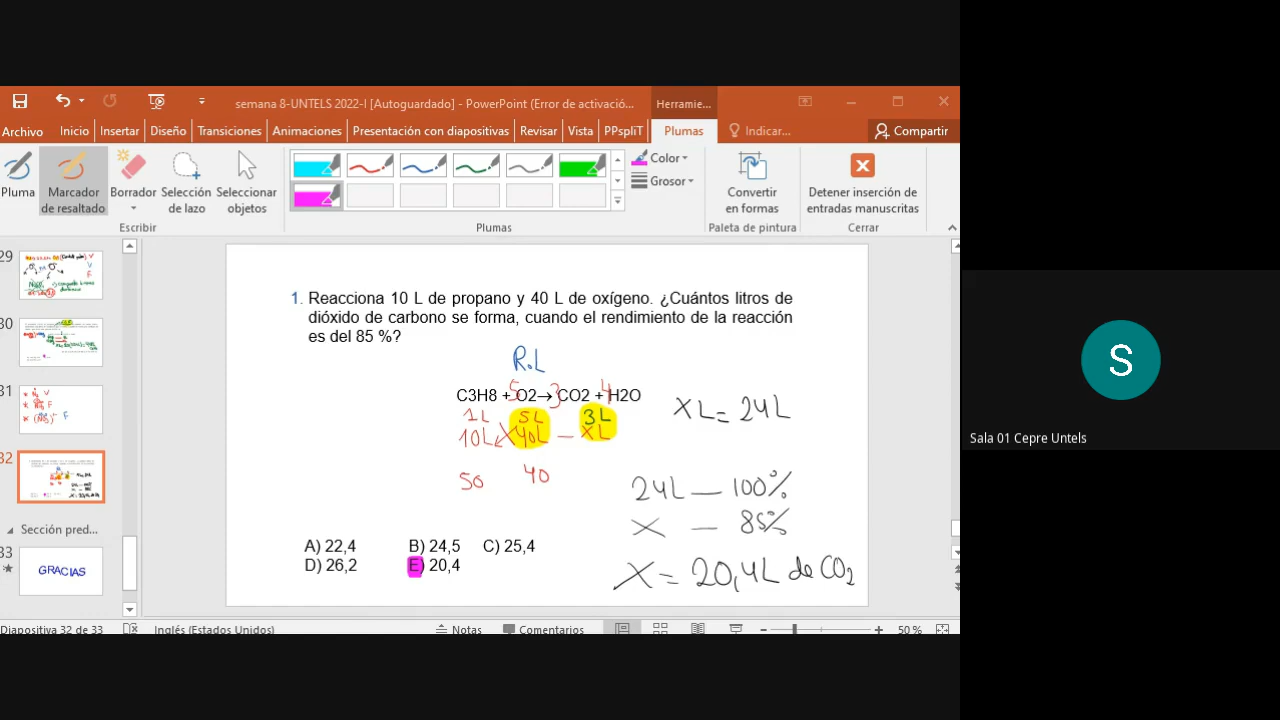 semana 8-UNTELS 2022-I [Autoguardado] - PowerPoint (Error de activació...
Herramie...
Archivo Inicio Insertar Diseño Transiciones Animaciones Presentación con diapositivas Revisar Vista PPspliT Plumas Indicar... Compartir
Pluma Marcador de resaltado Borrador Selección de lazo Seleccionar objetos
Color
Grosor
Convertir en formas
Detener inserción de entradas manuscritas
Escribir Plumas Paleta de pintura Cerrar
29
30
31
32
Sección pred...
33
GRACIAS
1. Reacciona 10 L de propano y 40 L de oxígeno. ¿Cuántos litros de
dióxido de carbono se forma, cuando el rendimiento de la reacción
es del 85 %?
R.L
C3H8 + 5 O2→ 3 CO2 + 4 H2O
1L 5L 3L
10L 40L — XL
50 40
XL = 24L
24L — 100%
X — 85%
X = 20,4L de CO2
A) 22,4 B) 24,5 C) 25,4
D) 26,2 E) 20,4
Diapositiva 32 de 33 Inglés (Estados Unidos) Notas Comentarios 50 %
S
Sala 01 Cepre Untels